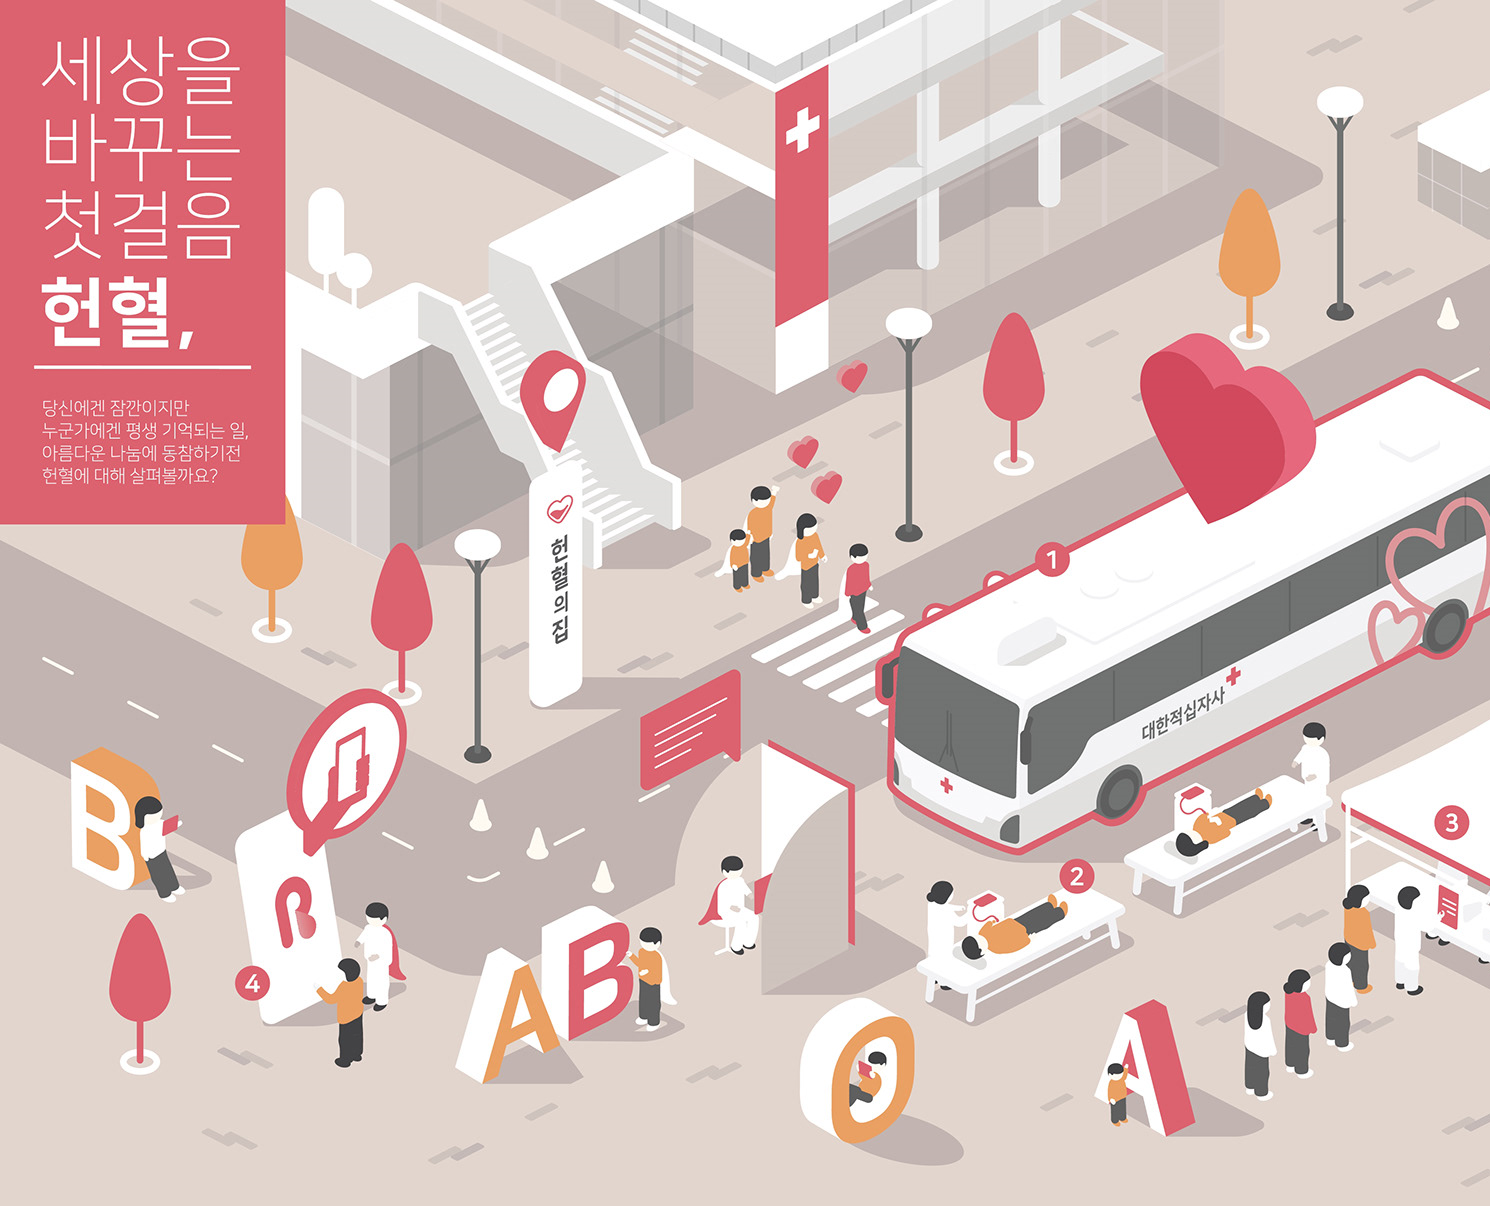 세상을
바꾸는
첫걸음
헌혈,
당신에겐 잠깐이지만
누군가에겐 평생 기억되는 일,
아름다운 나눔에 동참하기전
헌혈에 대해 살펴볼까요?
헌혈의집
1
대한적십자사
2
3
B
4
AB
O
A